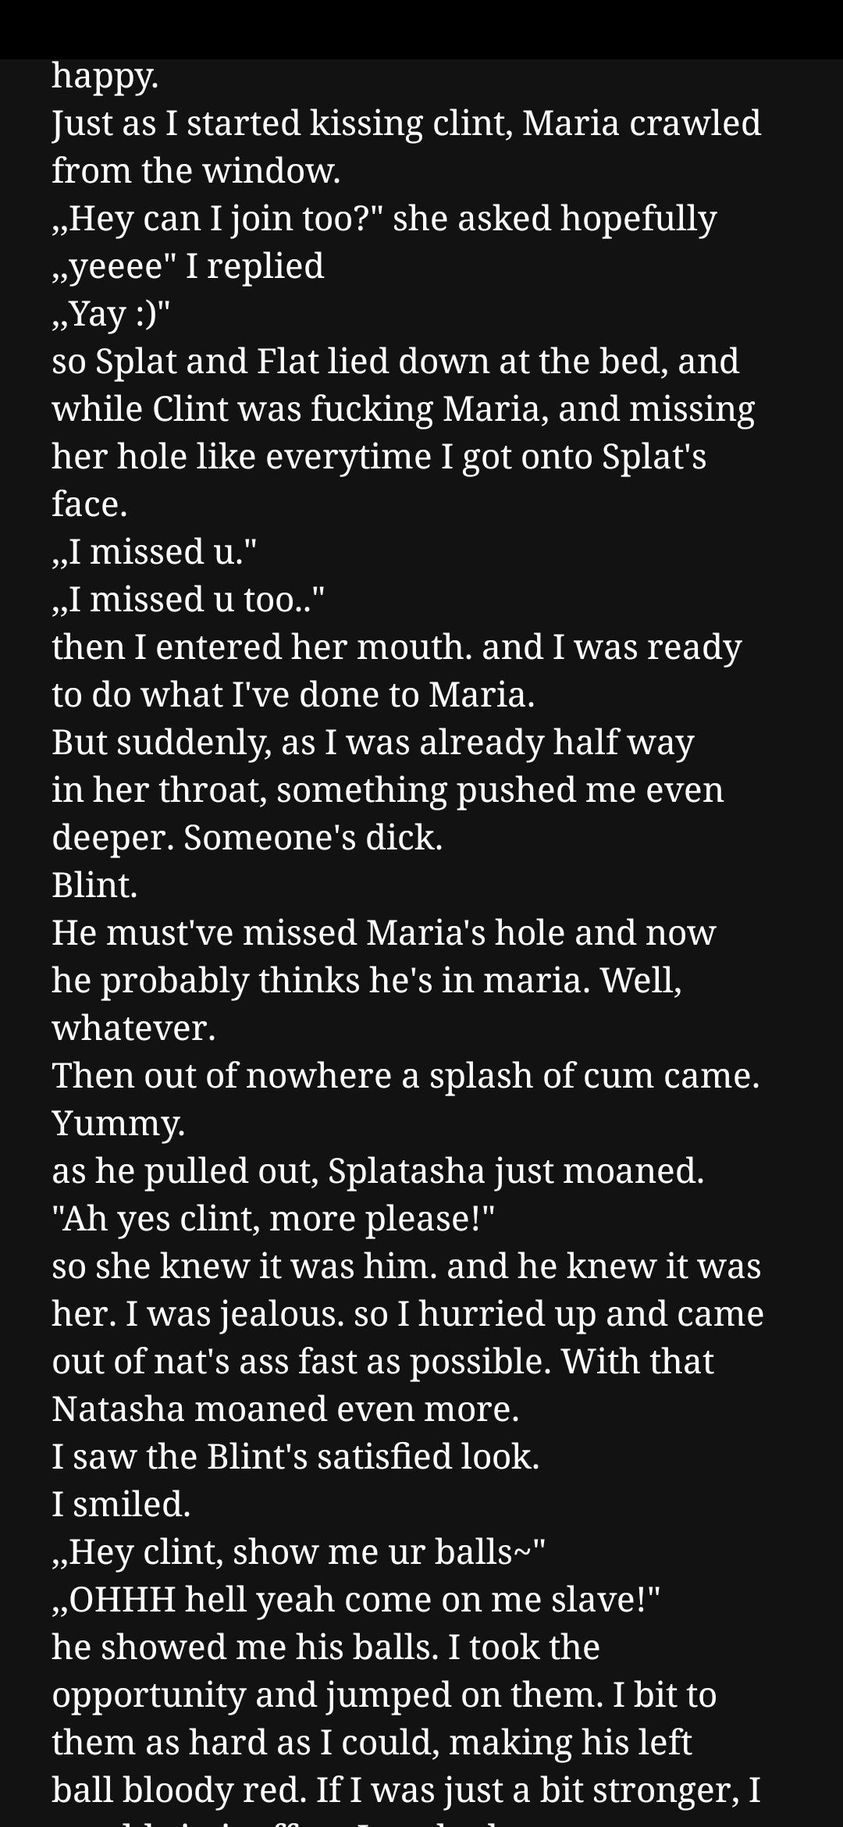 happy.
Just as I started kissing clint, Maria crawled
from the window.
,,Hey can I join too?" she asked hopefully
,,yeeee" I replied
,,Yay :)"
so Splat and Flat lied down at the bed, and
while Clint was fucking Maria, and missing
her hole like everytime I got onto Splat's
face.
,,I missed u."
,,I missed u too.."
then I entered her mouth. and I was ready
to do what I've done to Maria.
But suddenly, as I was already half way
in her throat, something pushed me even
deeper. Someone's dick.
Blint.
He must've missed Maria's hole and now
he probably thinks he's in maria. Well,
whatever.
Then out of nowhere a splash of cum came.
Yummy.
as he pulled out, Splatasha just moaned.
"Ah yes clint, more please!"
so she knew it was him. and he knew it was
her. I was jealous. so I hurried up and came
out of nat's ass fast as possible. With that
Natasha moaned even more.
I saw the Blint's satisfied look.
I smiled.
,,Hey clint, show me ur balls~"
,,OHHH hell yeah come on me slave!"
he showed me his balls. I took the
opportunity and jumped on them. I bit to
them as hard as I could, making his left
ball bloody red. If I was just a bit stronger, I